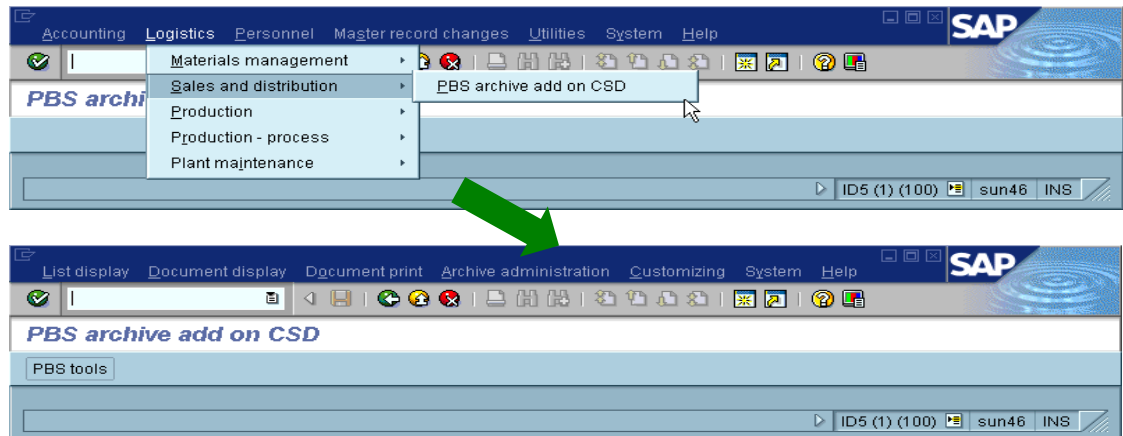 Accounting Logistics Personnel Master record changes Utilities System Help
SAP
Materials management
PBS archi
Sales and distribution
PBS archive add on CSD
Production
Production - process
Plant maintenance
ID5 (1) (100) sun46 INS
List display Document display Document print Archive administration Customizing System Help
SAP
PBS archive add on CSD
PBS tools
ID5 (1) (100) sun46 INS